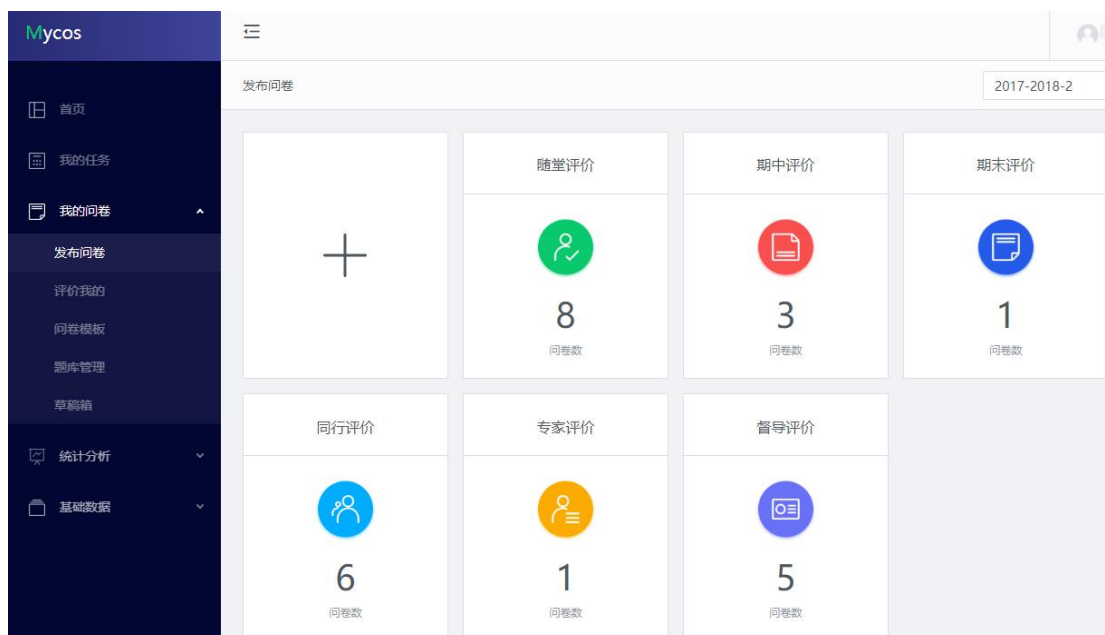 Mycos
首页
我的任务
我的问卷
发布问卷
评价我的
问卷模板
题库管理
草稿箱
统计分析
基础数据
发布问卷
2017-2018-2
随堂评价
期中评价
期末评价
8
3
1
问卷数
问卷数
问卷数
同行评价
专家评价
督导评价
6
1
5
问卷数
问卷数
问卷数